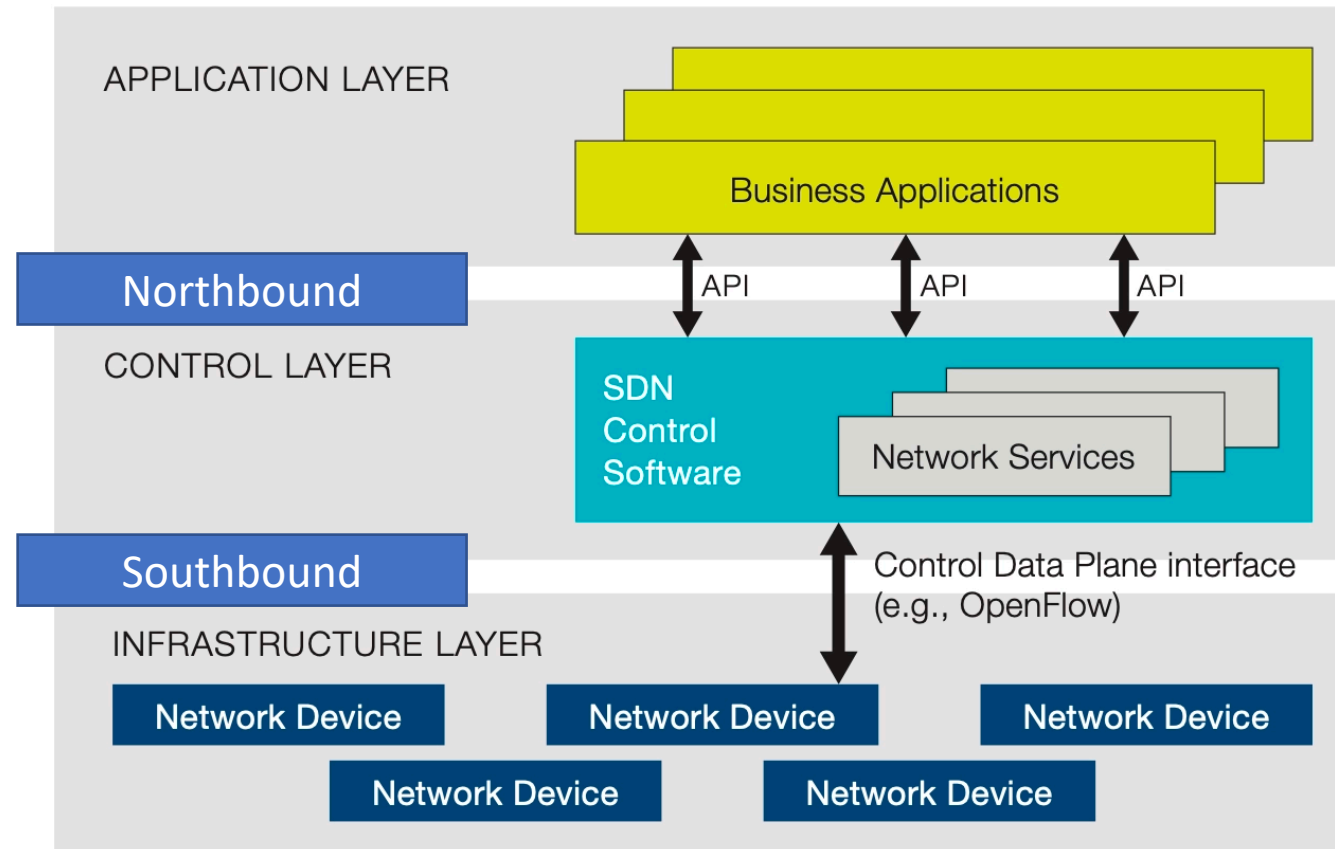 APPLICATION LAYER
Business Applications
Northbound
API
API
API
CONTROL LAYER
SDN
Control
Software
Network Services
Southbound
Control Data Plane interface
(e.g., OpenFlow)
INFRASTRUCTURE LAYER
Network Device
Network Device
Network Device
Network Device
Network Device